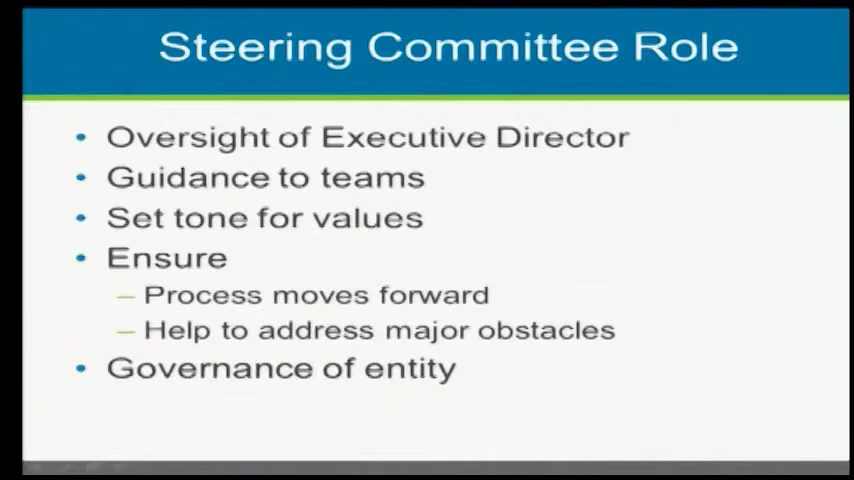 Steering Committee Role
• Oversight of Executive Director
• Guidance to teams
• Set tone for values
• Ensure
– Process moves forward
– Help to address major obstacles
• Governance of entity